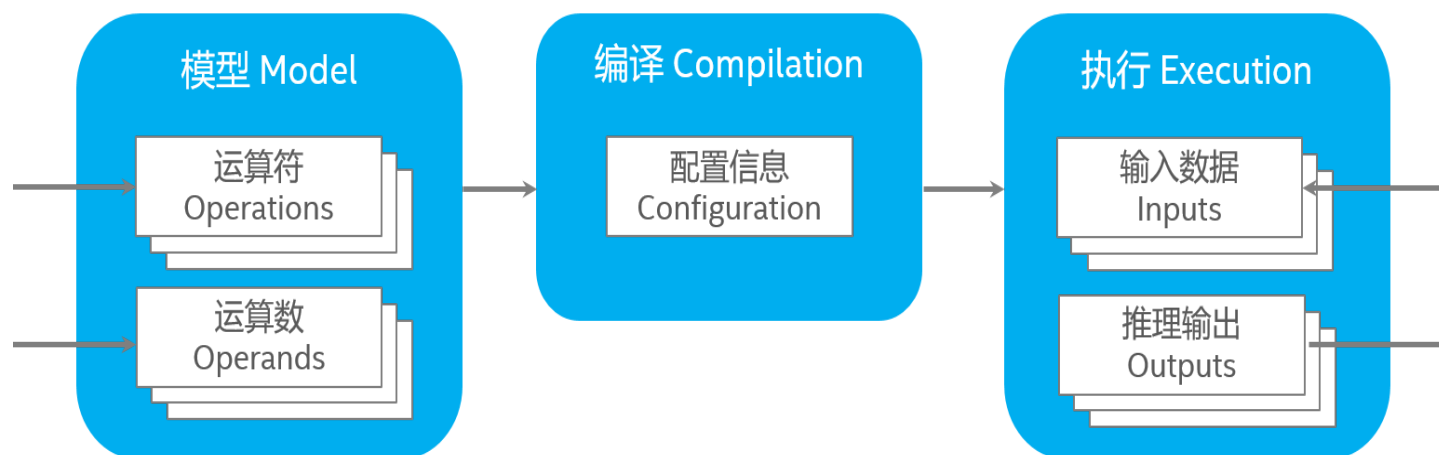 模型 Model
运算符
Operations
运算数
Operands
编译 Compilation
配置信息
Configuration
执行 Execution
输入数据
Inputs
推理输出
Outputs